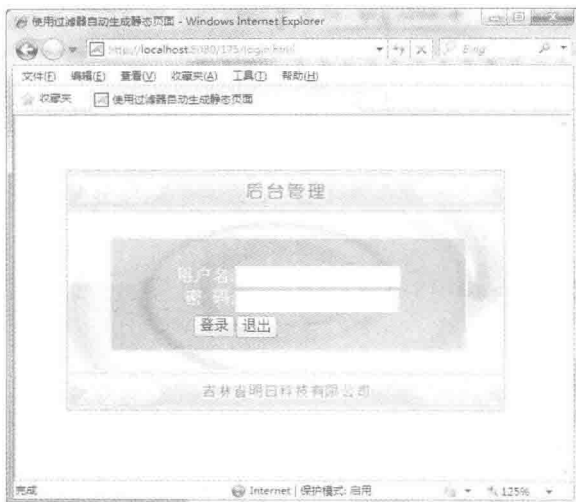 使用过滤器自动生成静态页面 - Windows Internet Explorer
http://localhost:8080/175/login.html
Bing
文件(F) 编辑(E) 查看(V) 收藏夹(A) 工具(T) 帮助(H)
收藏夹 使用过滤器自动生成静态页面
后台管理
用户名:
密 码:
登录 退出
吉林省明日科技有限公司
完成 Internet | 保护模式: 启用 125%